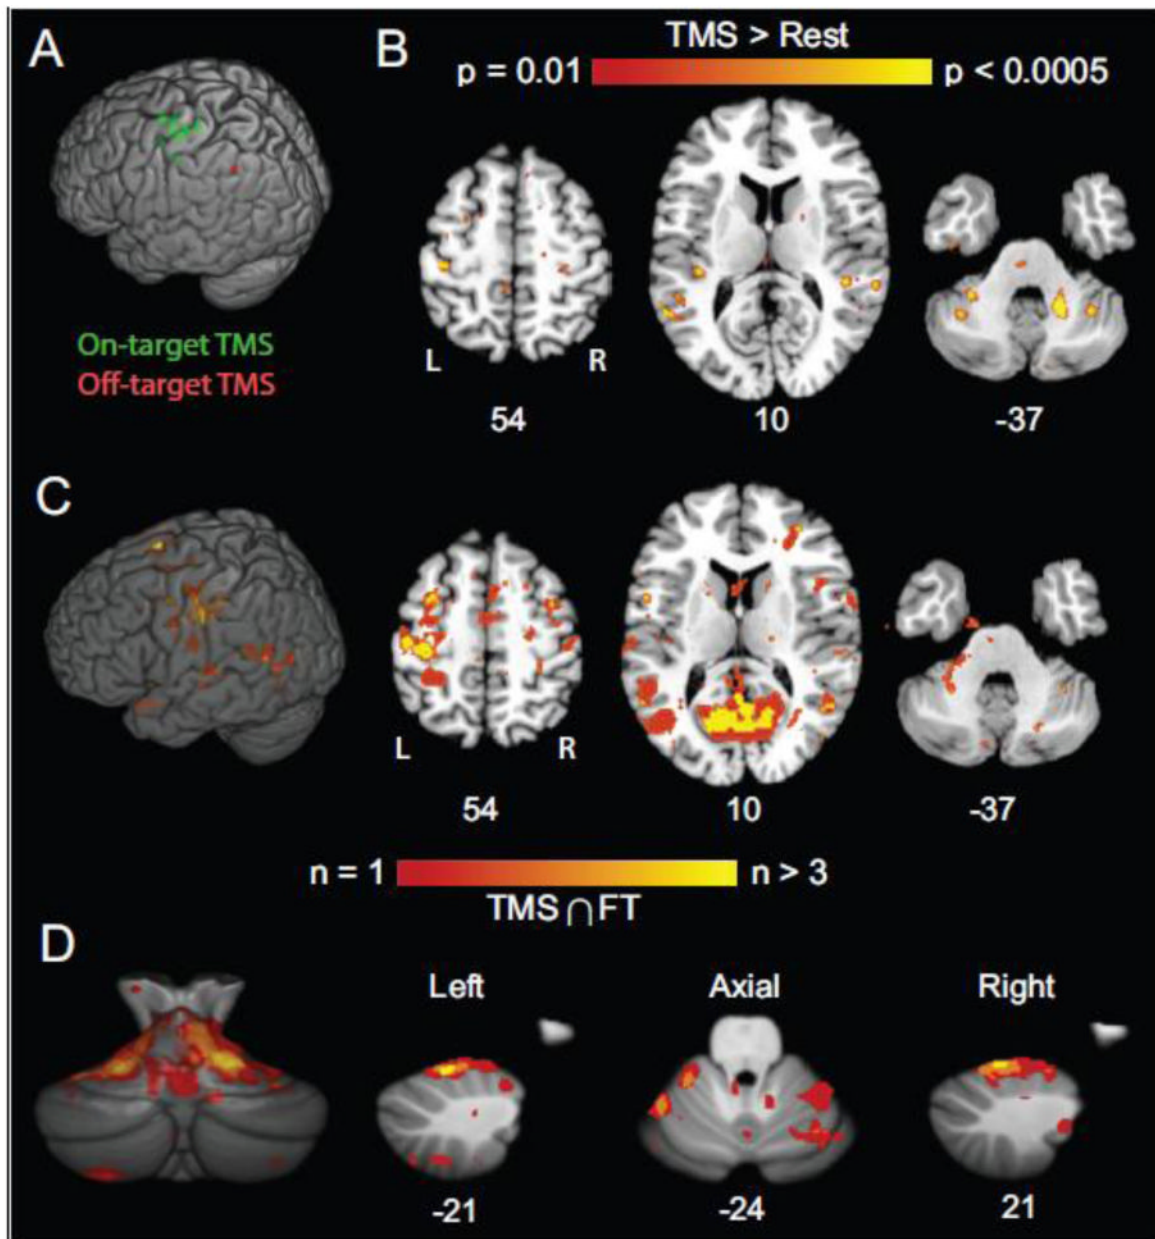 A
B
TMS > Rest
p = 0.01
p < 0.0005
On-target TMS
Off-target TMS
L
R
54
10
-37
C
L
R
54
10
-37
n = 1
n > 3
TMS ∩ FT
D
Left
Axial
Right
-21
-24
21